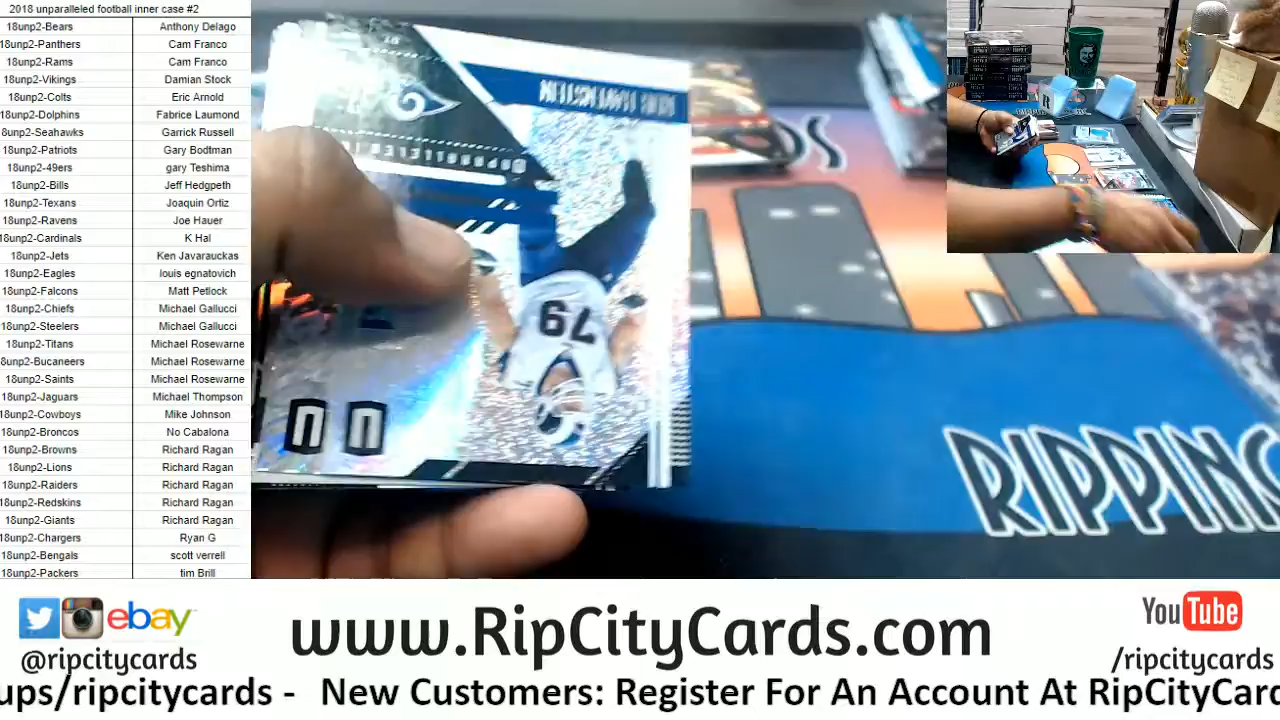 2018 unparalleled football inner case #2
18unp2-Bears Anthony Delago
18unp2-Panthers Cam Franco
18unp2-Rams Cam Franco
18unp2-Vikings Damian Stock
18unp2-Colts Eric Arnold
18unp2-Dolphins Fabrice Laumond
18unp2-Seahawks Garrick Russell
18unp2-Patriots Gary Bodtman
18unp2-49ers gary Teshima
18unp2-Bills Jeff Hedgpeth
18unp2-Texans Joaquin Ortiz
18unp2-Ravens Joe Hauer
18unp2-Cardinals K Hal
18unp2-Jets Ken Javarauckas
18unp2-Eagles louis egnatovich
18unp2-Falcons Matt Petlock
18unp2-Chiefs Michael Gallucci
18unp2-Steelers Michael Gallucci
18unp2-Titans Michael Rosewarne
18unp2-Bucaneers Michael Rosewarne
18unp2-Saints Michael Rosewarne
18unp2-Jaguars Michael Thompson
18unp2-Cowboys Mike Johnson
18unp2-Broncos No Cabalona
18unp2-Browns Richard Ragan
18unp2-Lions Richard Ragan
18unp2-Raiders Richard Ragan
18unp2-Redskins Richard Ragan
18unp2-Giants Richard Ragan
18unp2-Chargers Ryan G
18unp2-Bengals scott verrell
18unp2-Packers tim Brill
ROB HAVENSTEIN
UNPARALLELED
79
RIPPING
ebay
@ripcitycards
www.RipCityCards.com
YouTube
/ripcitycards
ups/ripcitycards - New Customers: Register For An Account At RipCityCard